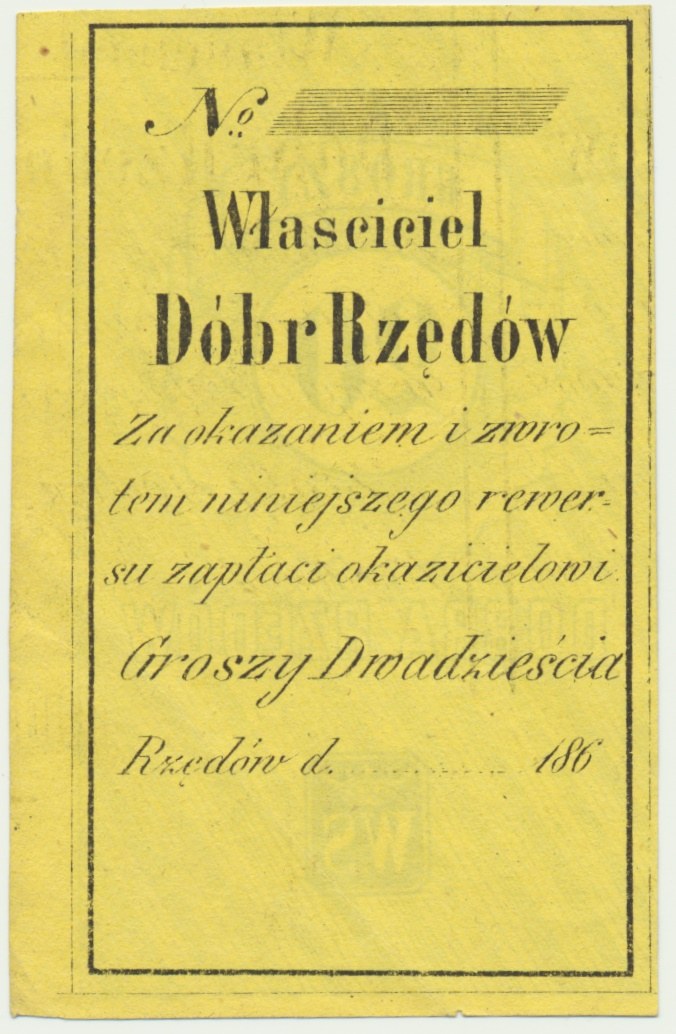 No
Właściciel
Dóbr Rzędów
Za okazaniem i zwro=
tem niniejszego rewer-
su zapłaci okazicielowi
Groszy Dwadzieścia
Rzędów d. ............... 186